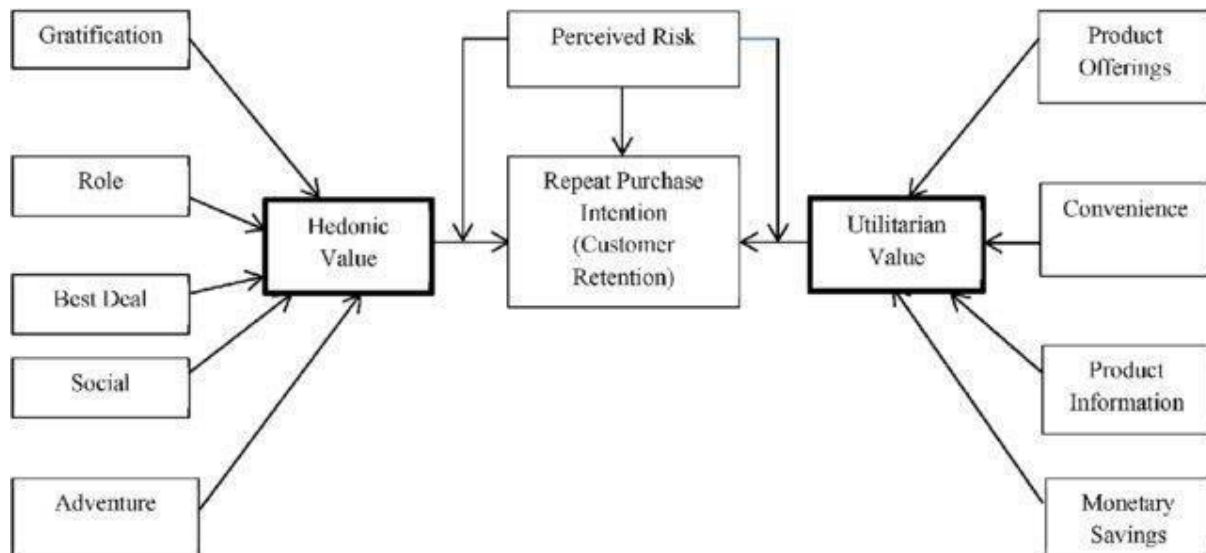 Gratification
Role
Best Deal
Social
Adventure
Hedonic
Value
Perceived Risk
Repeat Purchase
Intention
(Customer
Retention)
Utilitarian
Value
Product
Offerings
Convenience
Product
Information
Monetary
Savings